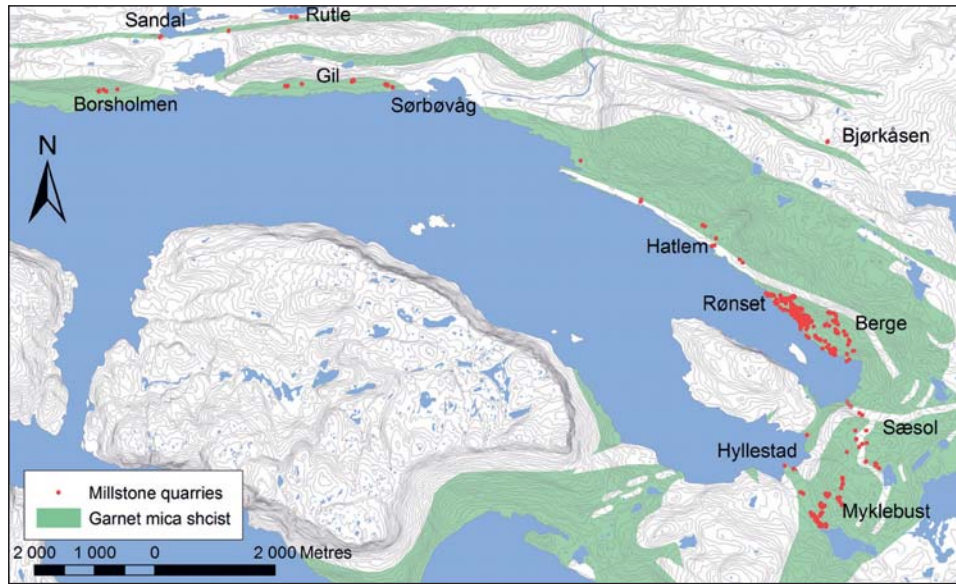 Sandal
Rutle
Gil
Borsholmen
Sørbøvåg
Bjørkåsen
N
Hatlem
Rønset
Berge
Sæsol
Hyllestad
Myklebust
Millstone quarries
Garnet mica shcist
2 000 1 000 0 2 000 Metres